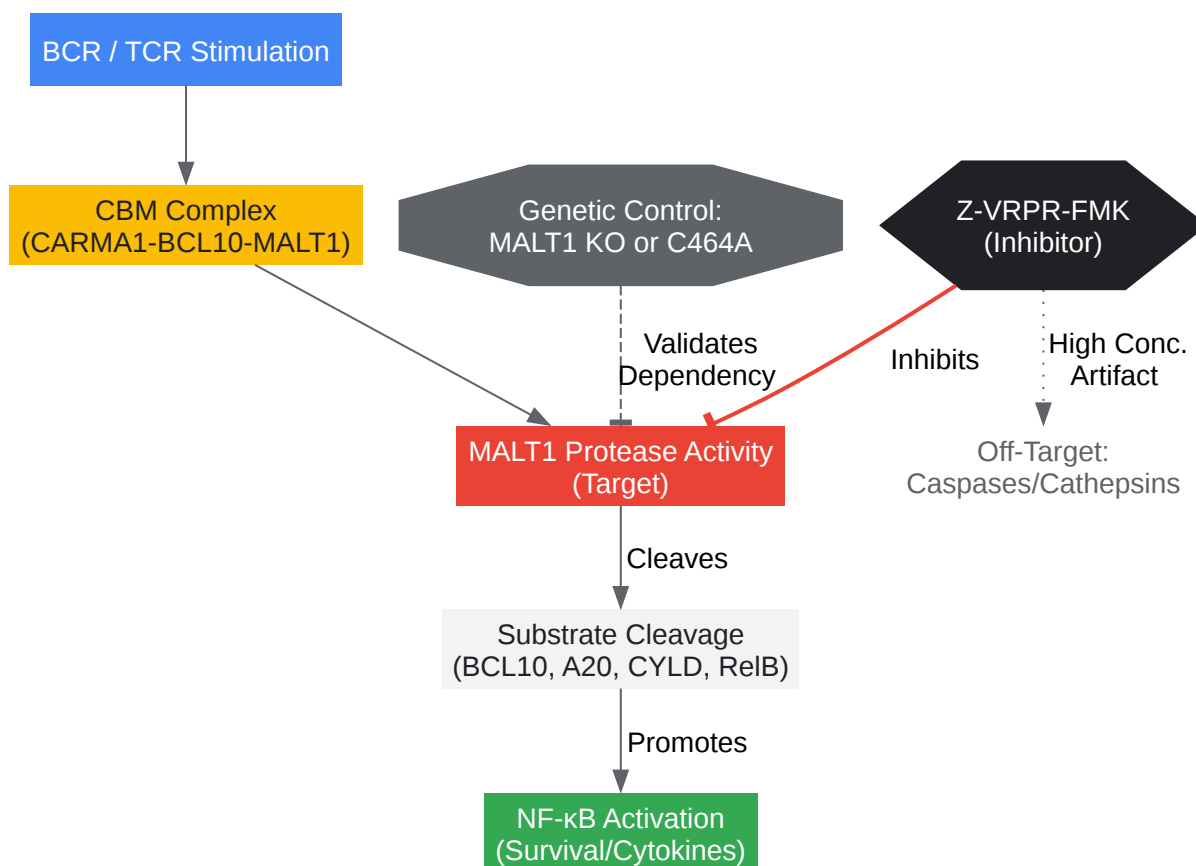 BCR / TCR Stimulation
CBM Complex
(CARMA1-BCL10-MALT1)
Genetic Control:
MALT1 KO or C464A
Z-VRPR-FMK
(Inhibitor)
Validates
Dependency
Inhibits
High Conc.
Artifact
MALT1 Protease Activity
(Target)
Off-Target:
Caspases/Cathepsins
Cleaves
Substrate Cleavage
(BCL10, A20, CYLD, RelB)
Promotes
NF-κB Activation
(Survival/Cytokines)